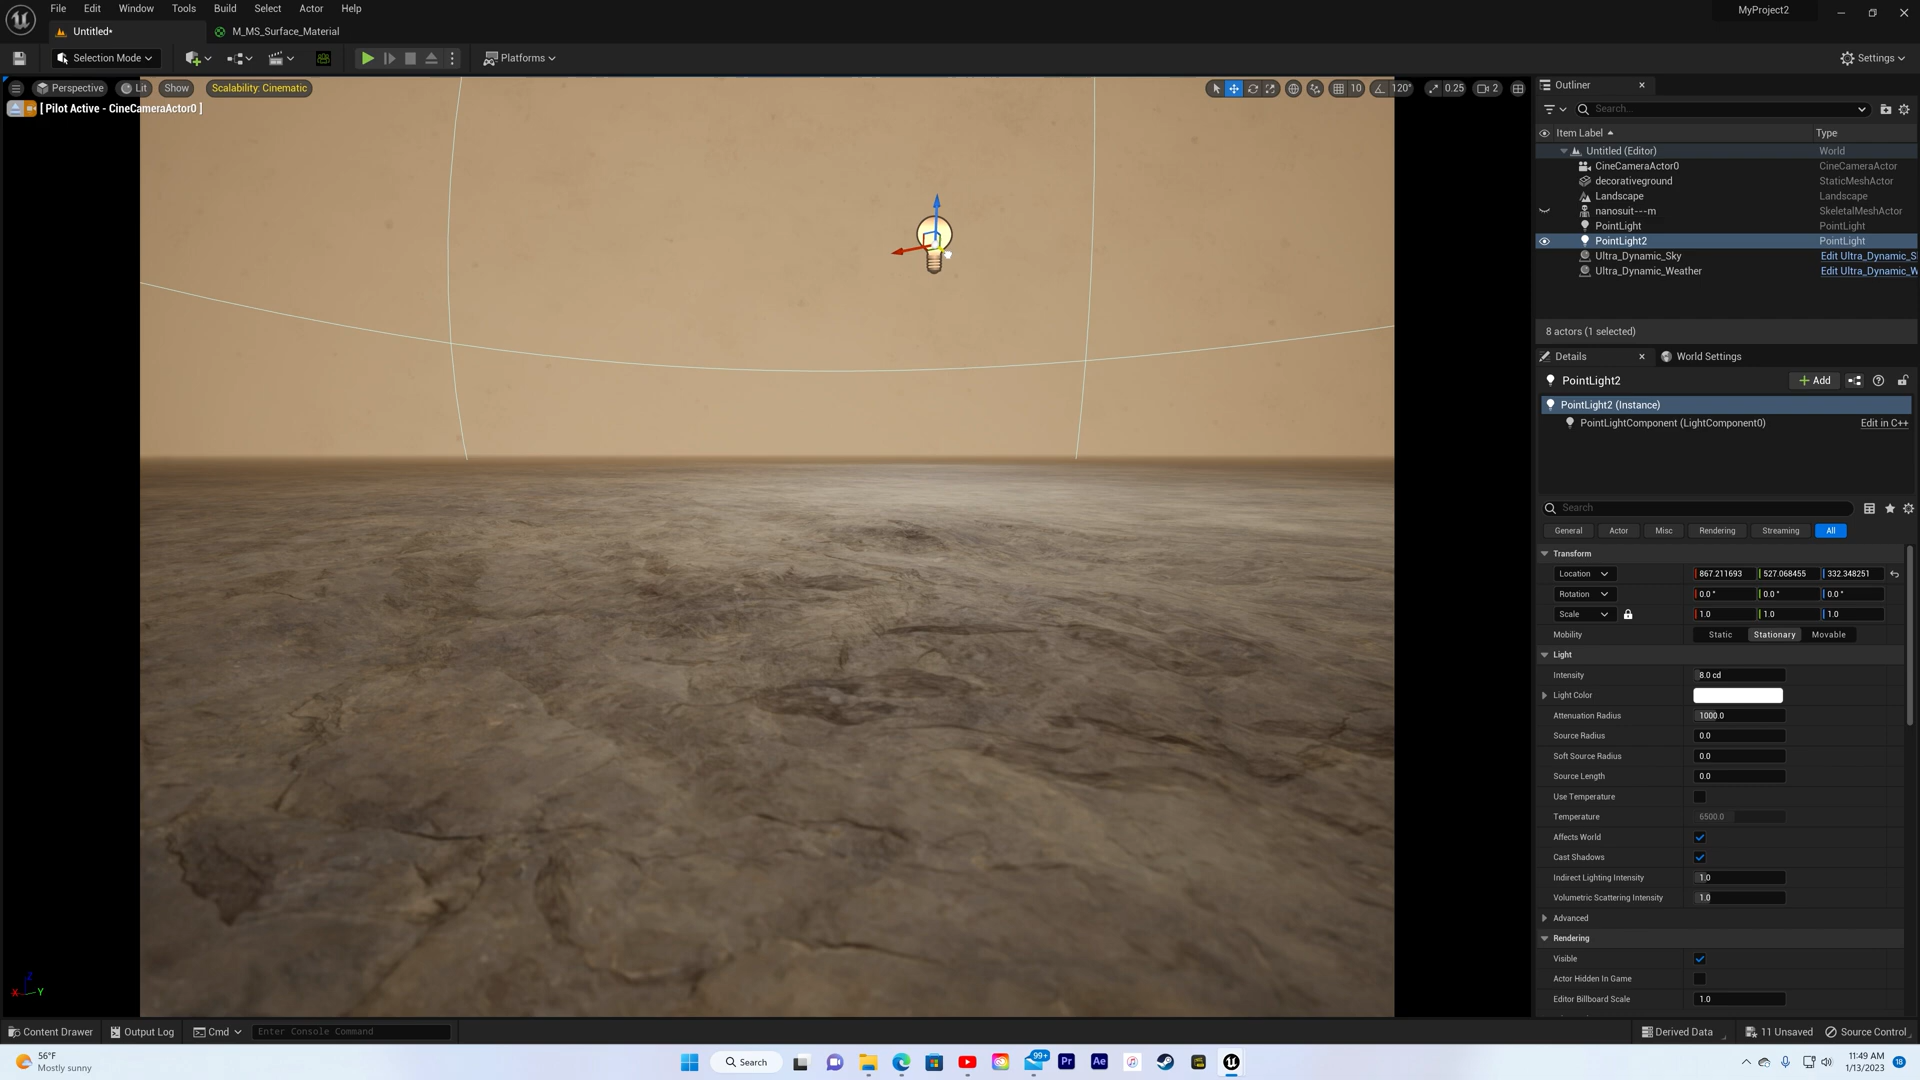 File Edit Window Tools Build Select Actor Help
MyProject2
Untitled*
M_MS_Surface_Material
Selection Mode
Platforms
Settings
Perspective
Lit
Show
Scalability: Cinematic
10
120°
0.25
2
[ Pilot Active - CineCameraActor0 ]
Outliner
Search...
Item Label
Type
Untitled (Editor)
World
CineCameraActor0
CineCameraActor
decorativeground
StaticMeshActor
Landscape
Landscape
nanosuit---m
SkeletalMeshActor
PointLight
PointLight
PointLight2
PointLight
Ultra_Dynamic_Sky
Edit Ultra_Dynamic_S
Ultra_Dynamic_Weather
Edit Ultra_Dynamic_W
8 actors (1 selected)
Details
World Settings
PointLight2
Add
PointLight2 (Instance)
PointLightComponent (LightComponent0)
Edit in C++
Search
General
Actor
Misc
Rendering
Streaming
All
Transform
Location
867.211693
527.068455
332.348251
Rotation
0.0 °
0.0 °
0.0 °
Scale
1.0
1.0
1.0
Mobility
Static
Stationary
Movable
Light
Intensity
8.0 cd
Light Color
Attenuation Radius
1000.0
Source Radius
0.0
Soft Source Radius
0.0
Source Length
0.0
Use Temperature
Temperature
6500.0
Affects World
Cast Shadows
Indirect Lighting Intensity
1.0
Volumetric Scattering Intensity
1.0
Advanced
Rendering
Visible
Actor Hidden In Game
Editor Billboard Scale
1.0
Z
X
Y
Content Drawer
Output Log
Cmd
Enter Console Command
Derived Data
11 Unsaved
Source Control
56°F
Mostly sunny
Search
99+
Pr
Ae
11:49 AM
1/13/2023
18